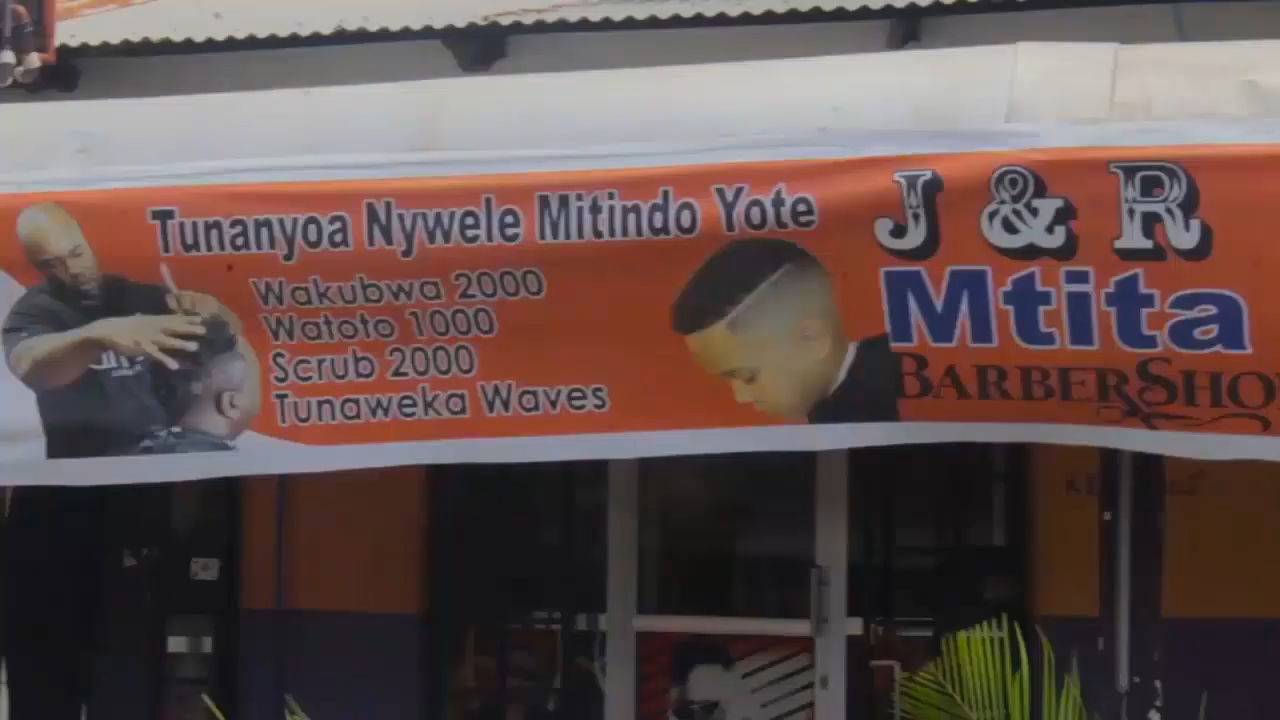 Tunanyoa Nywele Mitindo Yote
Wakubwa 2000
Watoto 1000
Scrub 2000
Tunaweka Waves
J & R
Mtita
BARBERSHO